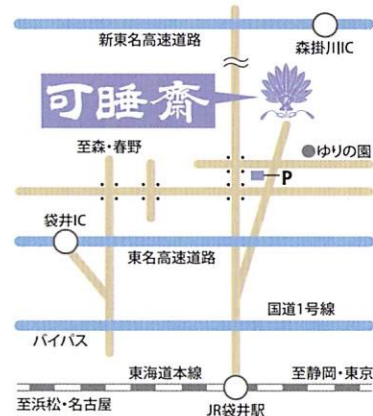 新東名高速道路
森掛川IC
可睡齋
至森・春野
ゆりの園
P
袋井IC
東名高速道路
国道1号線
バイパス
東海道本線
至静岡・東京
至浜松・名古屋
JR袋井駅